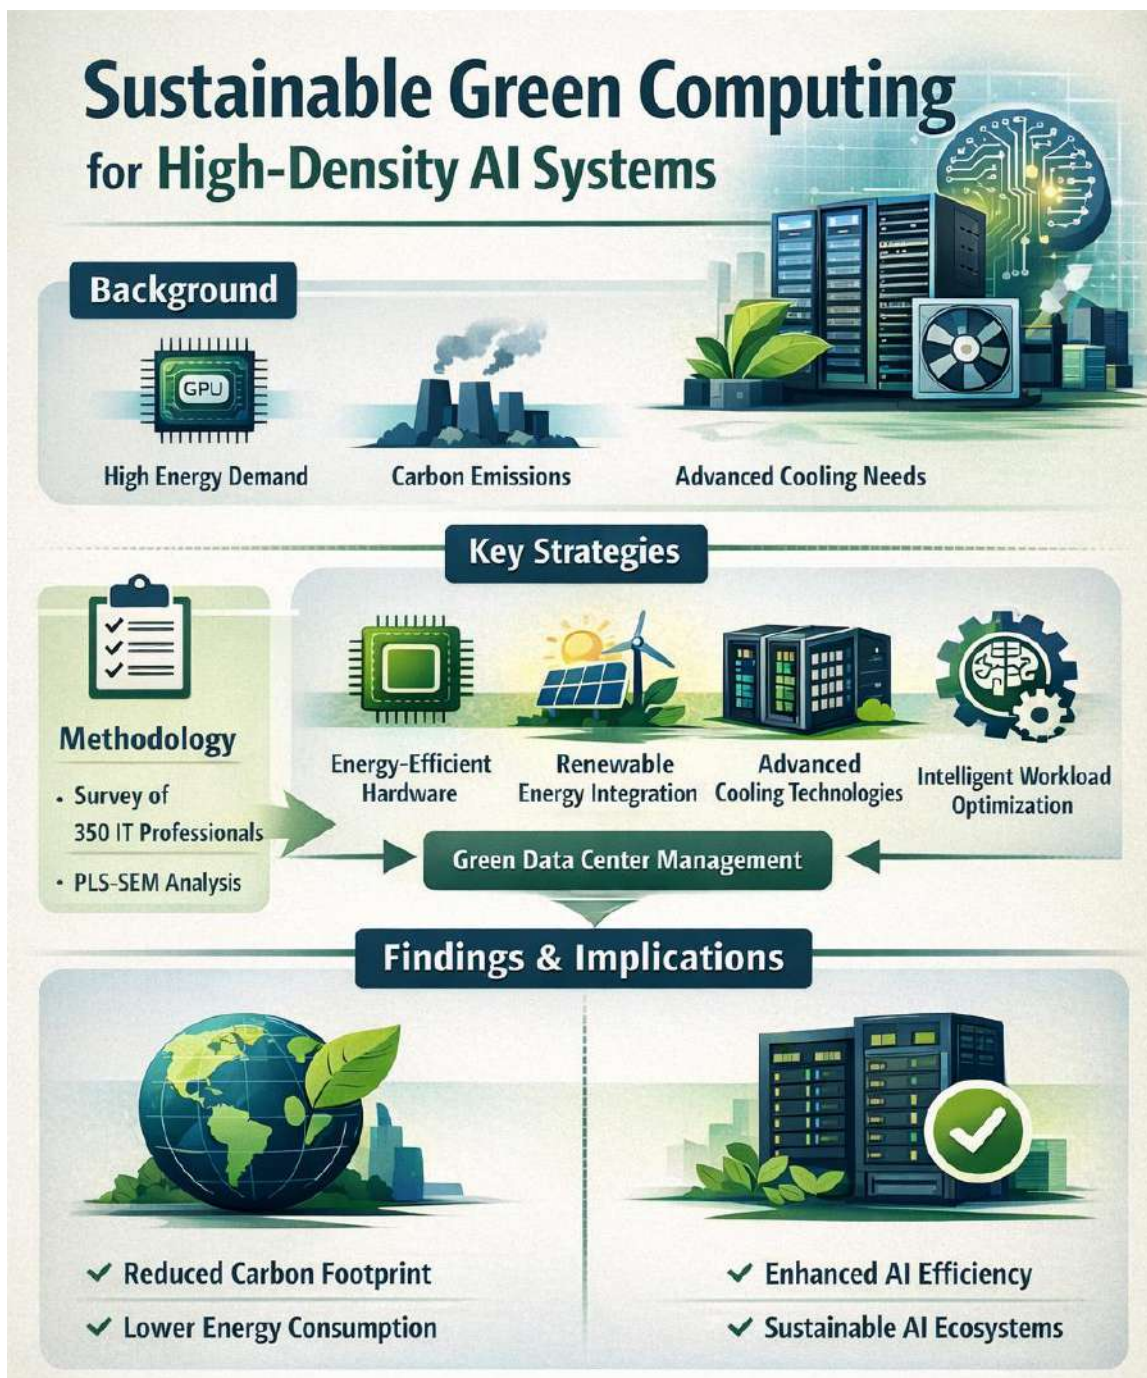 Sustainable Green Computing
for High-Density AI Systems
Background
GPU
High Energy Demand
Carbon Emissions
Advanced Cooling Needs
Key Strategies
Methodology
• Survey of
350 IT Professionals
• PLS-SEM Analysis
Energy-Efficient
Hardware
Renewable
Energy Integration
Advanced
Cooling Technologies
Intelligent Workload
Optimization
Green Data Center Management
Findings & Implications
✓ Reduced Carbon Footprint
✓ Lower Energy Consumption
✓ Enhanced AI Efficiency
✓ Sustainable AI Ecosystems